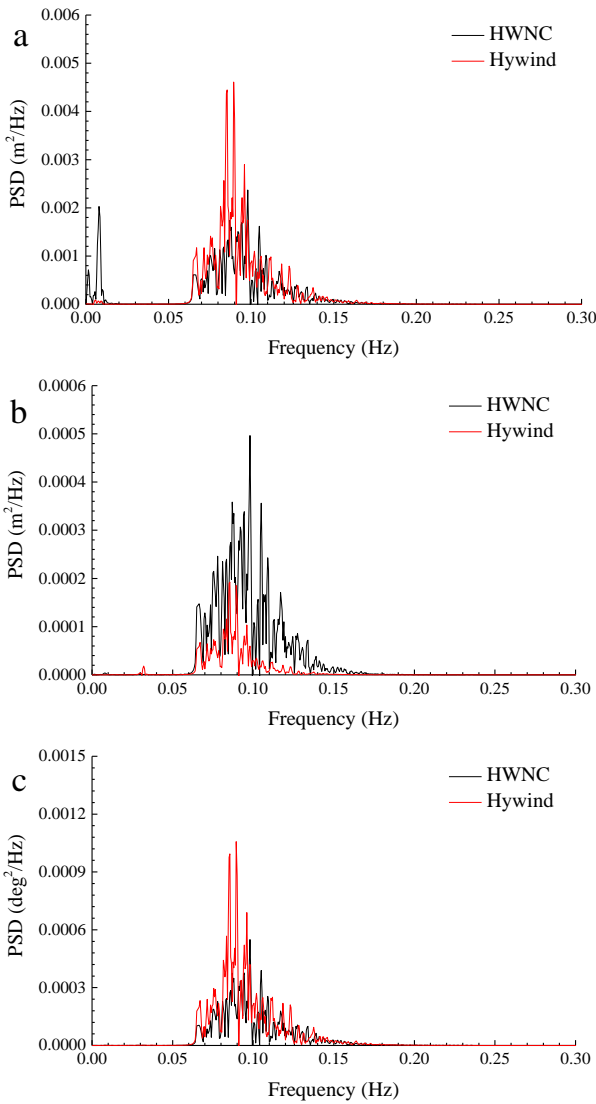 a
0.006
0.005
0.004
0.003
0.002
0.001
0.000
PSD (m²/Hz)
HWNC
Hywind
0.00 0.05 0.10 0.15 0.20 0.25 0.30
Frequency (Hz)
b
0.0006
0.0005
0.0004
0.0003
0.0002
0.0001
0.0000
PSD (m²/Hz)
HWNC
Hywind
0.00 0.05 0.10 0.15 0.20 0.25 0.30
Frequency (Hz)
c
0.0015
0.0012
0.0009
0.0006
0.0003
0.0000
PSD (deg²/Hz)
HWNC
Hywind
0.00 0.05 0.10 0.15 0.20 0.25 0.30
Frequency (Hz)